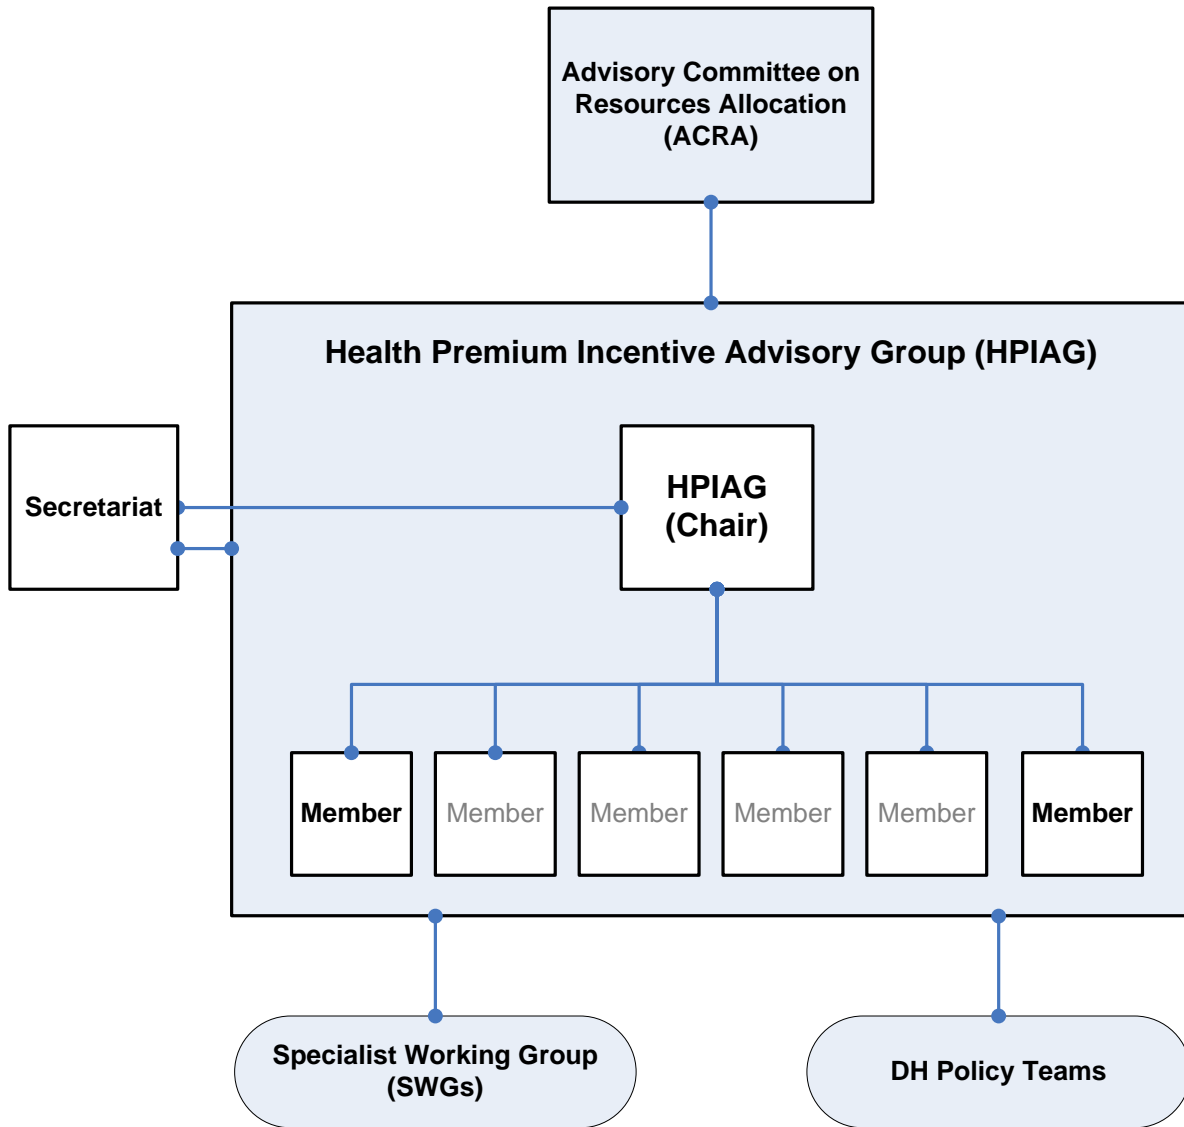 Advisory Committee on
Resources Allocation
(ACRA)
Health Premium Incentive Advisory Group (HPIAG)
Secretariat
HPIAG
(Chair)
Member
Member
Member
Member
Member
Member
Specialist Working Group
(SWGs)
DH Policy Teams